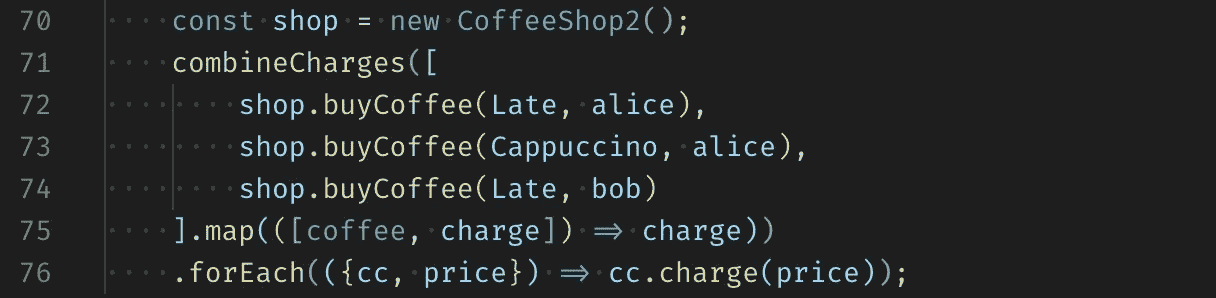 70 const shop = new CoffeeShop2();
71 combineCharges([
72 shop.buyCoffee(Late, alice),
73 shop.buyCoffee(Cappuccino, alice),
74 shop.buyCoffee(Late, bob)
75 ].map(([coffee, charge]) => charge))
76 .forEach(({cc, price}) => cc.charge(price));